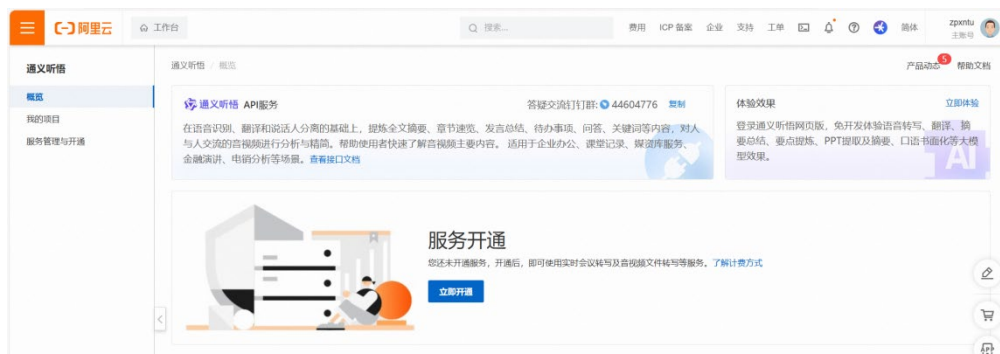 阿里云
工作台
搜索...
费用 ICP 备案 企业 支持 工单 简体
zpxntu
主账号
通义听悟
概览
我的项目
服务管理与开通
通义听悟 / 概览
产品动态 5 帮助文档
通义听悟 API服务
答疑交流钉钉群: 44604776 复制
在语音识别、翻译和说话人分离的基础上，提炼全文摘要、章节速览、发言总结、待办事项、问答、关键词等内容，对人
与人交流的音视频进行分析与精简。帮助使用者快速了解音视频主要内容。 适用于企业办公、课堂记录、媒资库服务、
金融演讲、电销分析等场景。查看接口文档
体验效果 立即体验
登录通义听悟网页版，免开发体验语音转写、翻译、摘
要总结、要点提炼、PPT提取及摘要、口语书面化等大模
型效果。
AI
服务开通
您还未开通服务，开通后，即可使用实时会议转写及音视频文件转写等服务。了解计费方式
立即开通